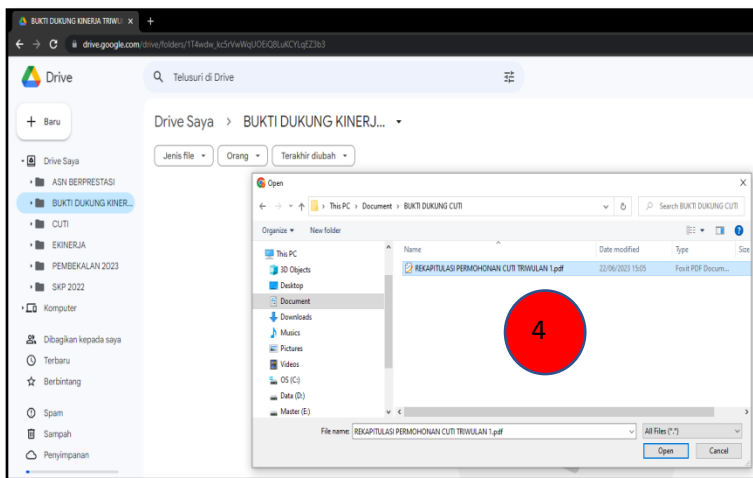 BUKTI DUKUNG KINERJA TRIWU
drive.google.com/drive/folders/
Drive
Telusuri di Drive
Baru
Drive Saya > BUKTI DUKUNG KINERJ...
Jenis file
Orang
Terakhir diubah
Drive Saya
ASN BERPRESTASI
BUKTI DUKUNG KINER...
CUTI
EKINERJA
PEMBEKALAN 2023
SKP 2022
Komputer
Dibagikan kepada saya
Terbaru
Berbintang
Spam
Sampah
Penyimpanan
Open
This PC > Document > BUKTI DUKUNG CUTI
Search BUKTI DUKUNG CUTI
Organize
New folder
This PC
3D Objects
Desktop
Document
Downloads
Musics
Pictures
Videos
OS (C:)
Data (D:)
Master (E:)
Name
Date modified
Type
Size
REKAPITULASI PERMOHONAN CUTI TRIWULAN 1.pdf
22/06/2023 15:05
Foxit PDF Docum...
4
File name: REKAPITULASI PERMOHONAN CUTI TRIWULAN 1.pdf
All Files (*.*)
Open
Cancel